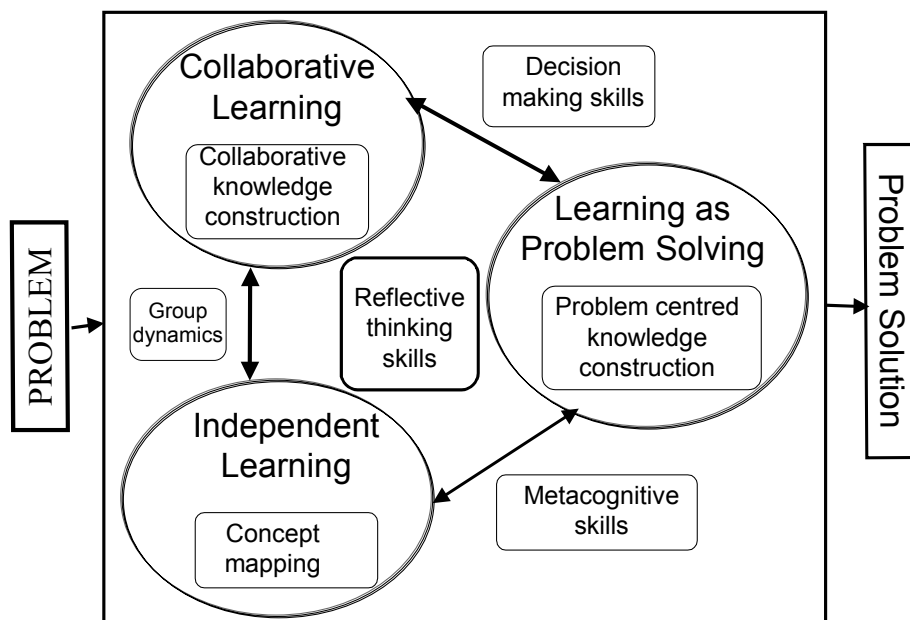 PROBLEM
Collaborative
Learning
Collaborative
knowledge
construction
Decision
making skills
Group
dynamics
Reflective
thinking
skills
Learning as
Problem Solving
Problem centred
knowledge
construction
Independent
Learning
Concept
mapping
Metacognitive
skills
Problem Solution